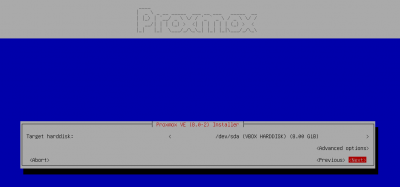 Proxmox
Proxmox VE (8.0-2) Installer
Target harddisk: < /dev/sda (VBOX HARDDISK) (8.00 GiB) >
<Advanced options>
<Abort> <Previous> Next